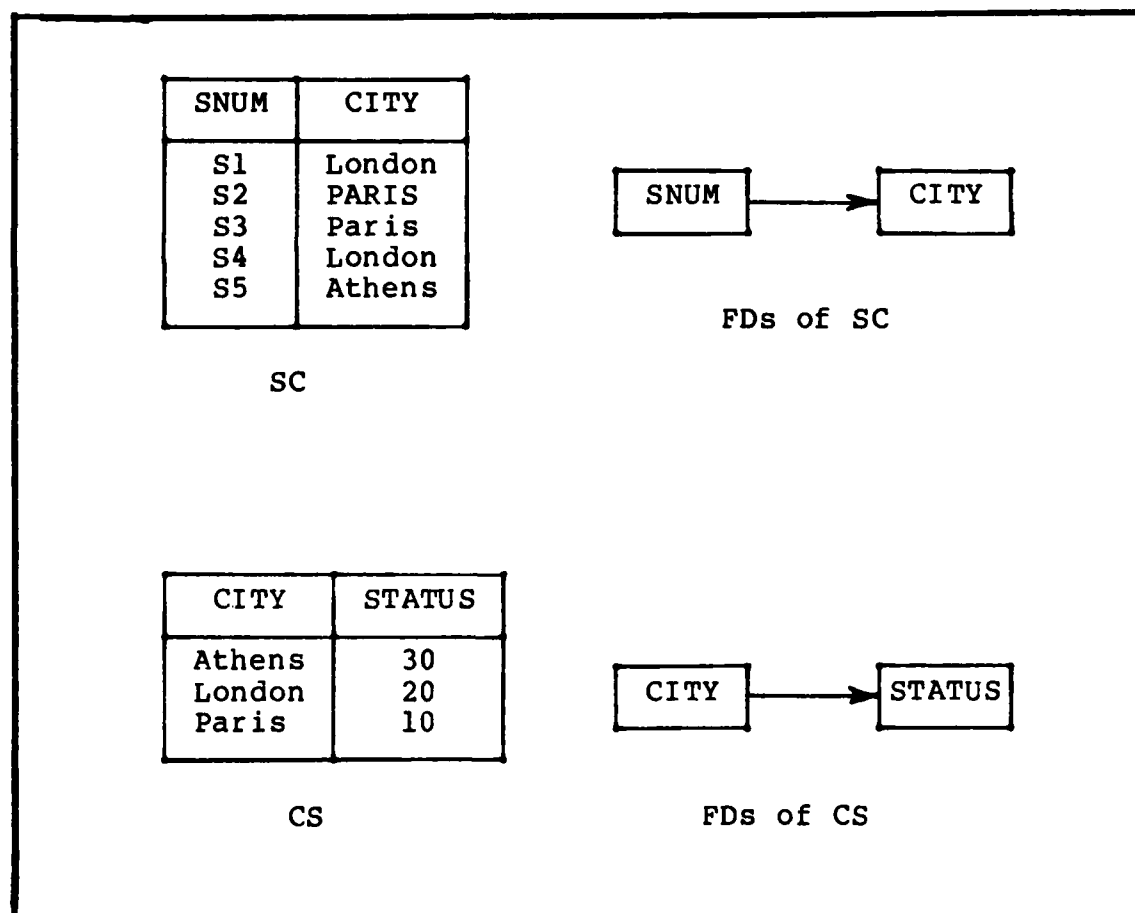 SNUM CITY
S1 London
S2 PARIS
S3 Paris
S4 London
S5 Athens
SC
SNUM CITY
FDs of SC
CITY STATUS
Athens 30
London 20
Paris 10
CS
CITY STATUS
FDs of CS